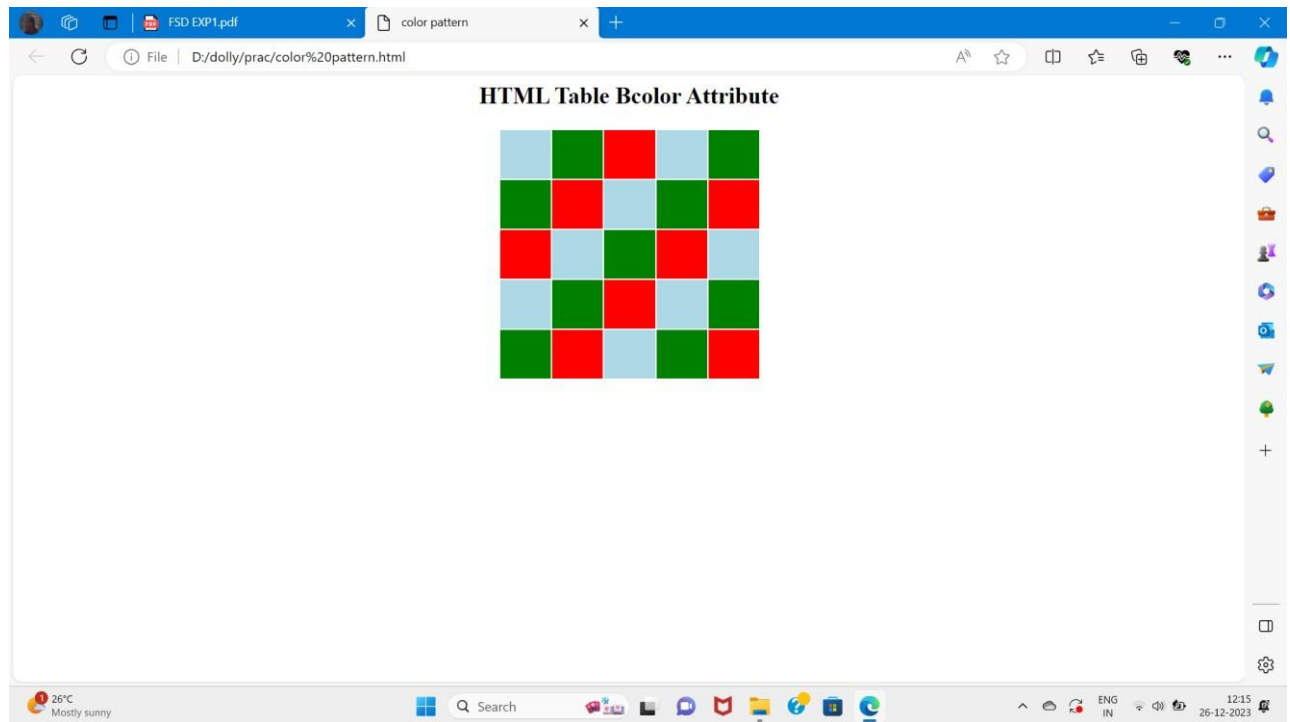 FSD EXP1.pdf
color pattern
File D:/dolly/prac/color%20pattern.html
HTML Table Bcolor Attribute
26°C
Mostly sunny
Search
ENG
IN
12:15
26-12-2023